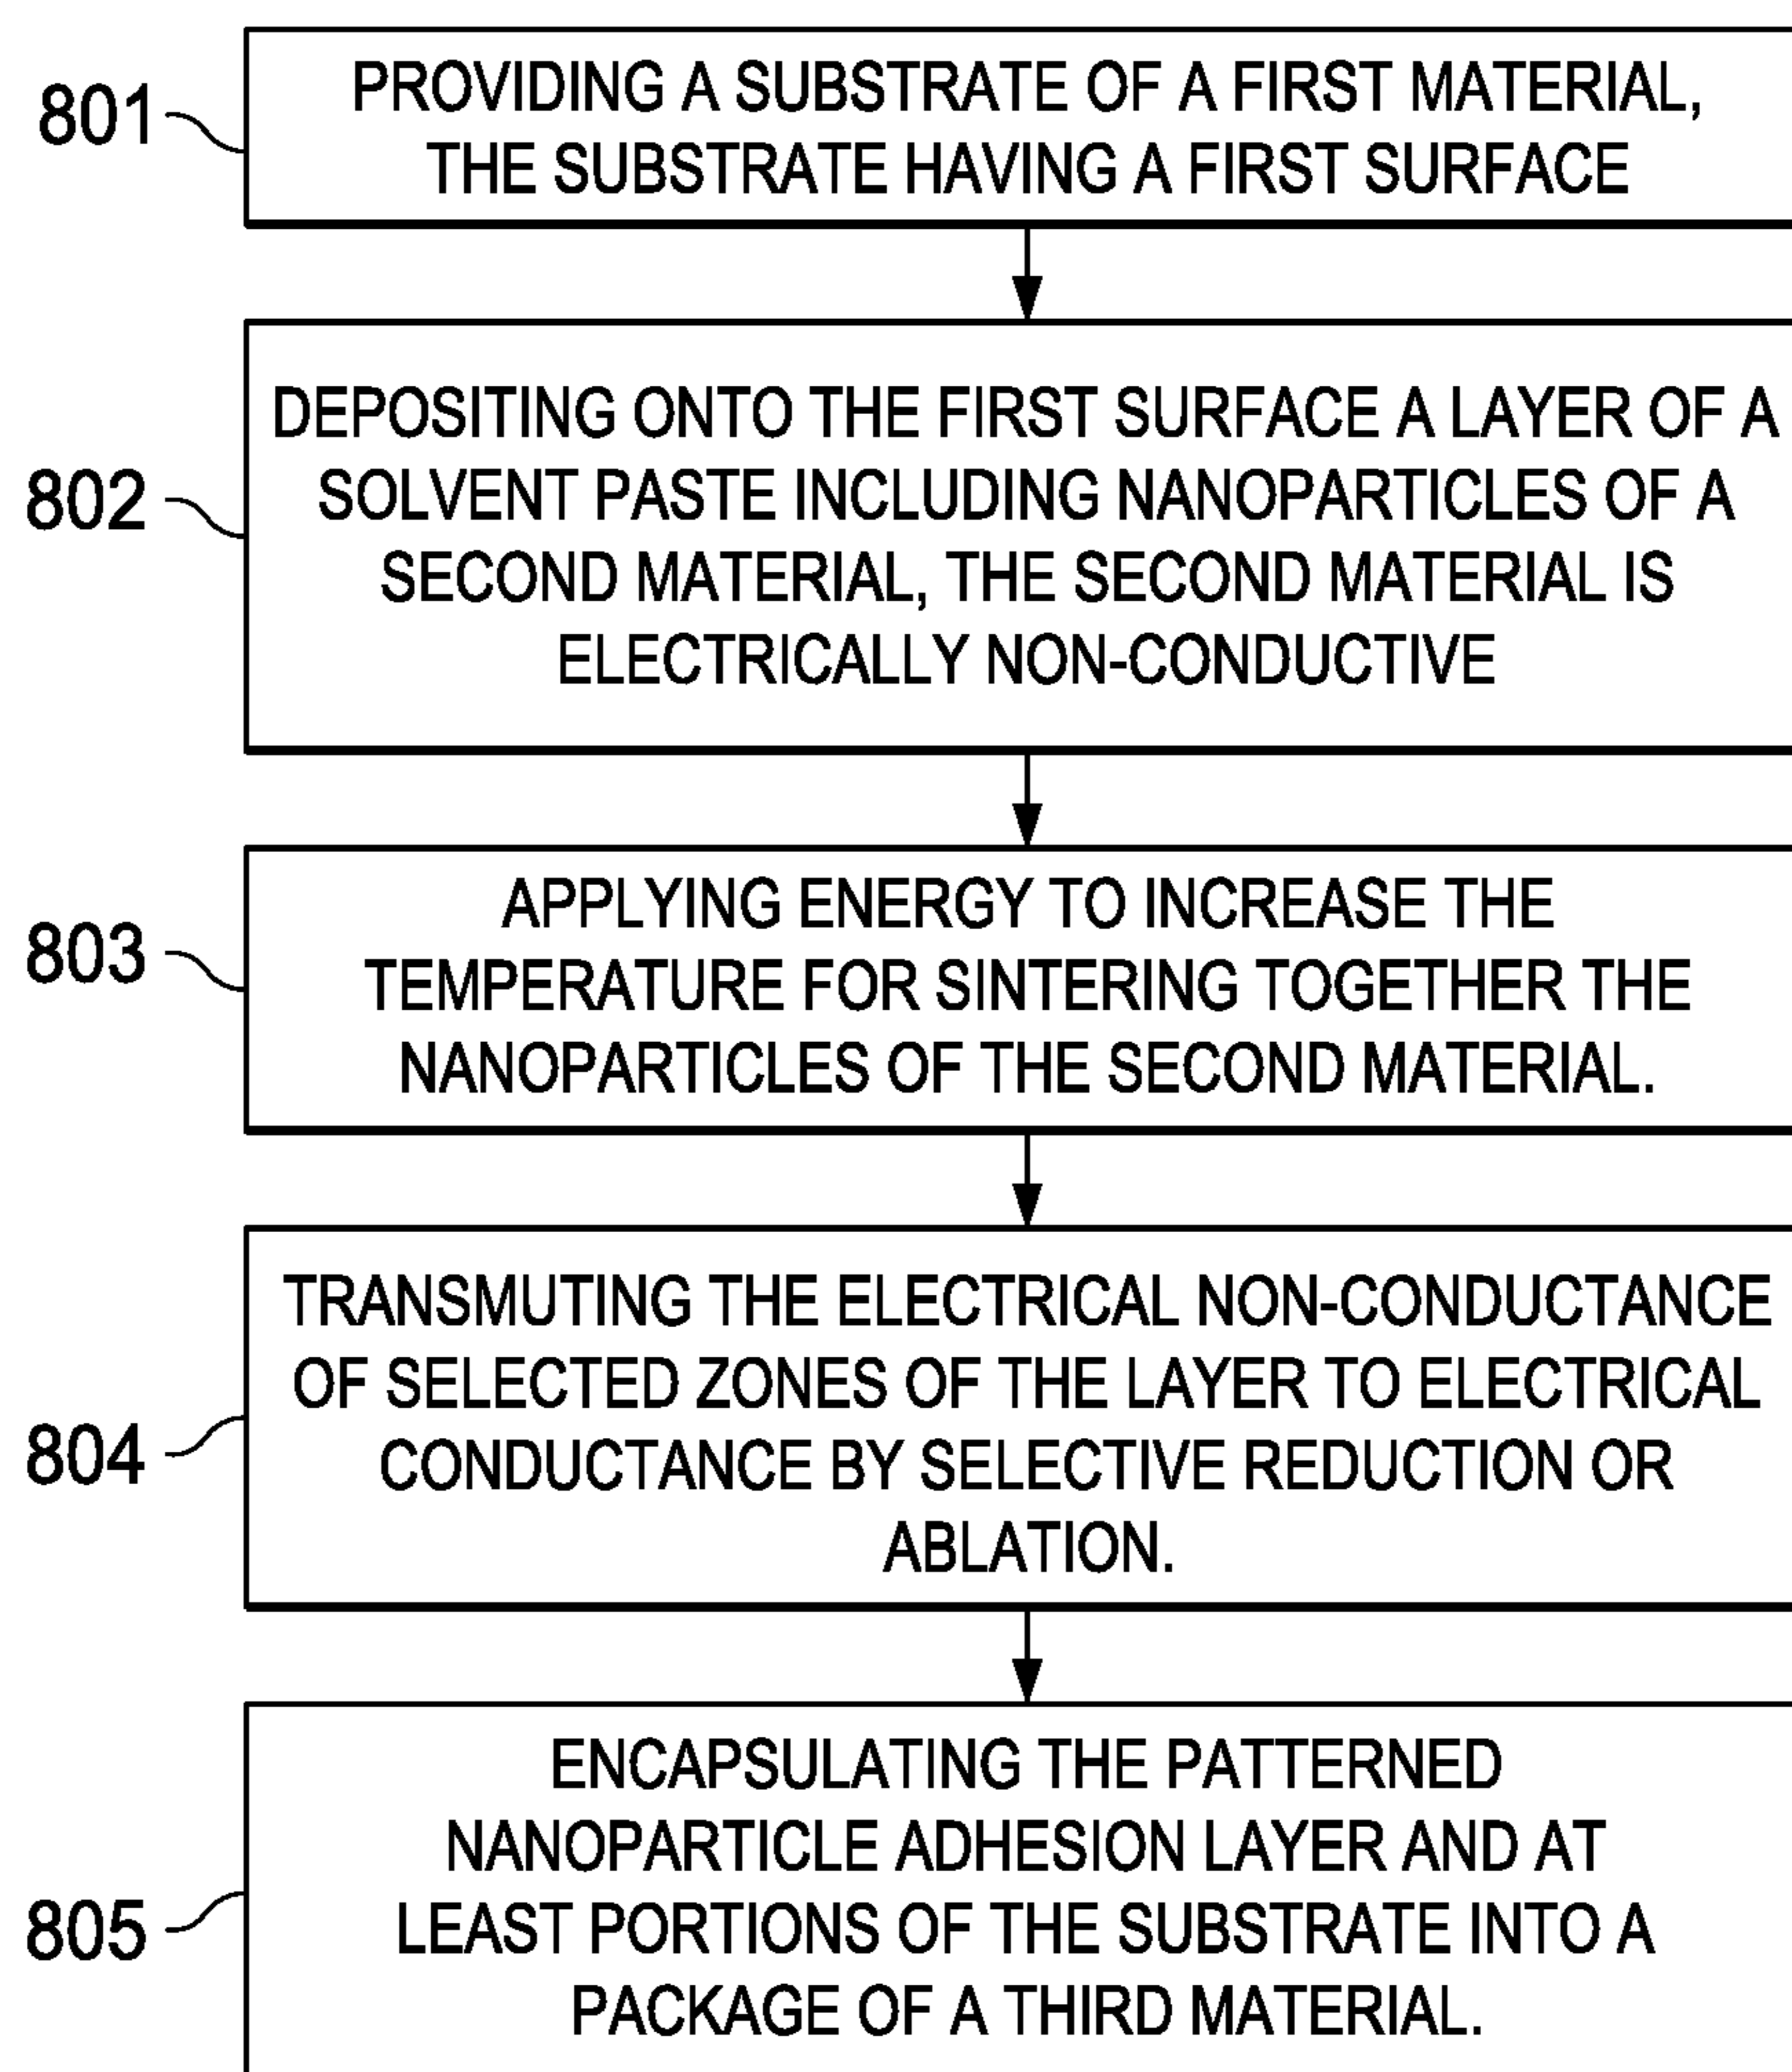 801
PROVIDING A SUBSTRATE OF A FIRST MATERIAL,
THE SUBSTRATE HAVING A FIRST SURFACE
802
DEPOSITING ONTO THE FIRST SURFACE A LAYER OF A
SOLVENT PASTE INCLUDING NANOPARTICLES OF A
SECOND MATERIAL, THE SECOND MATERIAL IS
ELECTRICALLY NON-CONDUCTIVE
803
APPLYING ENERGY TO INCREASE THE
TEMPERATURE FOR SINTERING TOGETHER THE
NANOPARTICLES OF THE SECOND MATERIAL.
804
TRANSMUTING THE ELECTRICAL NON-CONDUCTANCE
OF SELECTED ZONES OF THE LAYER TO ELECTRICAL
CONDUCTANCE BY SELECTIVE REDUCTION OR
ABLATION.
805
ENCAPSULATING THE PATTERNED
NANOPARTICLE ADHESION LAYER AND AT
LEAST PORTIONS OF THE SUBSTRATE INTO A
PACKAGE OF A THIRD MATERIAL.